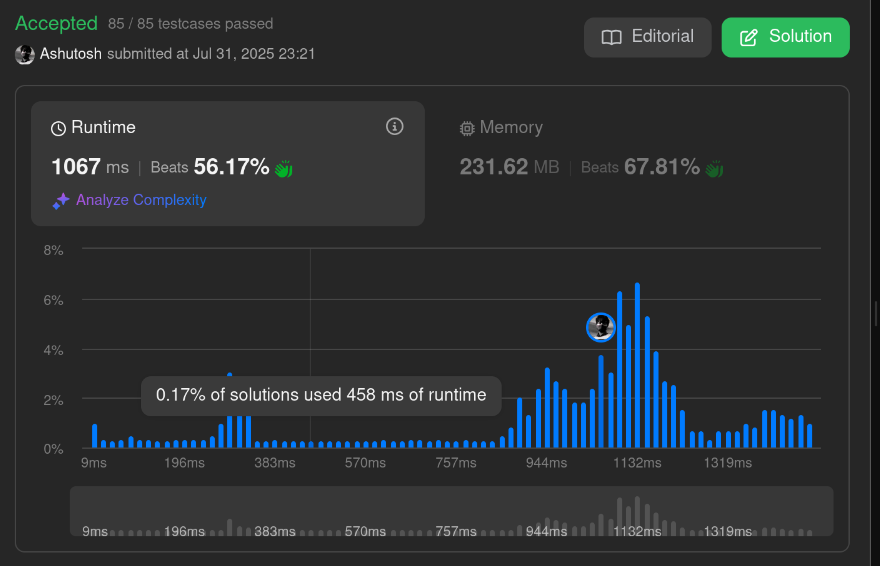 Accepted 85 / 85 testcases passed
Editorial
Solution
Ashutosh submitted at Jul 31, 2025 23:21
Runtime
1067 ms | Beats 56.17%
Analyze Complexity
Memory
231.62 MB | Beats 67.81%
8%
6%
4%
2%
0%
0.17% of solutions used 458 ms of runtime
9ms 196ms 383ms 570ms 757ms 944ms 1132ms 1319ms
9ms 196ms 383ms 570ms 757ms 944ms 1132ms 1319ms